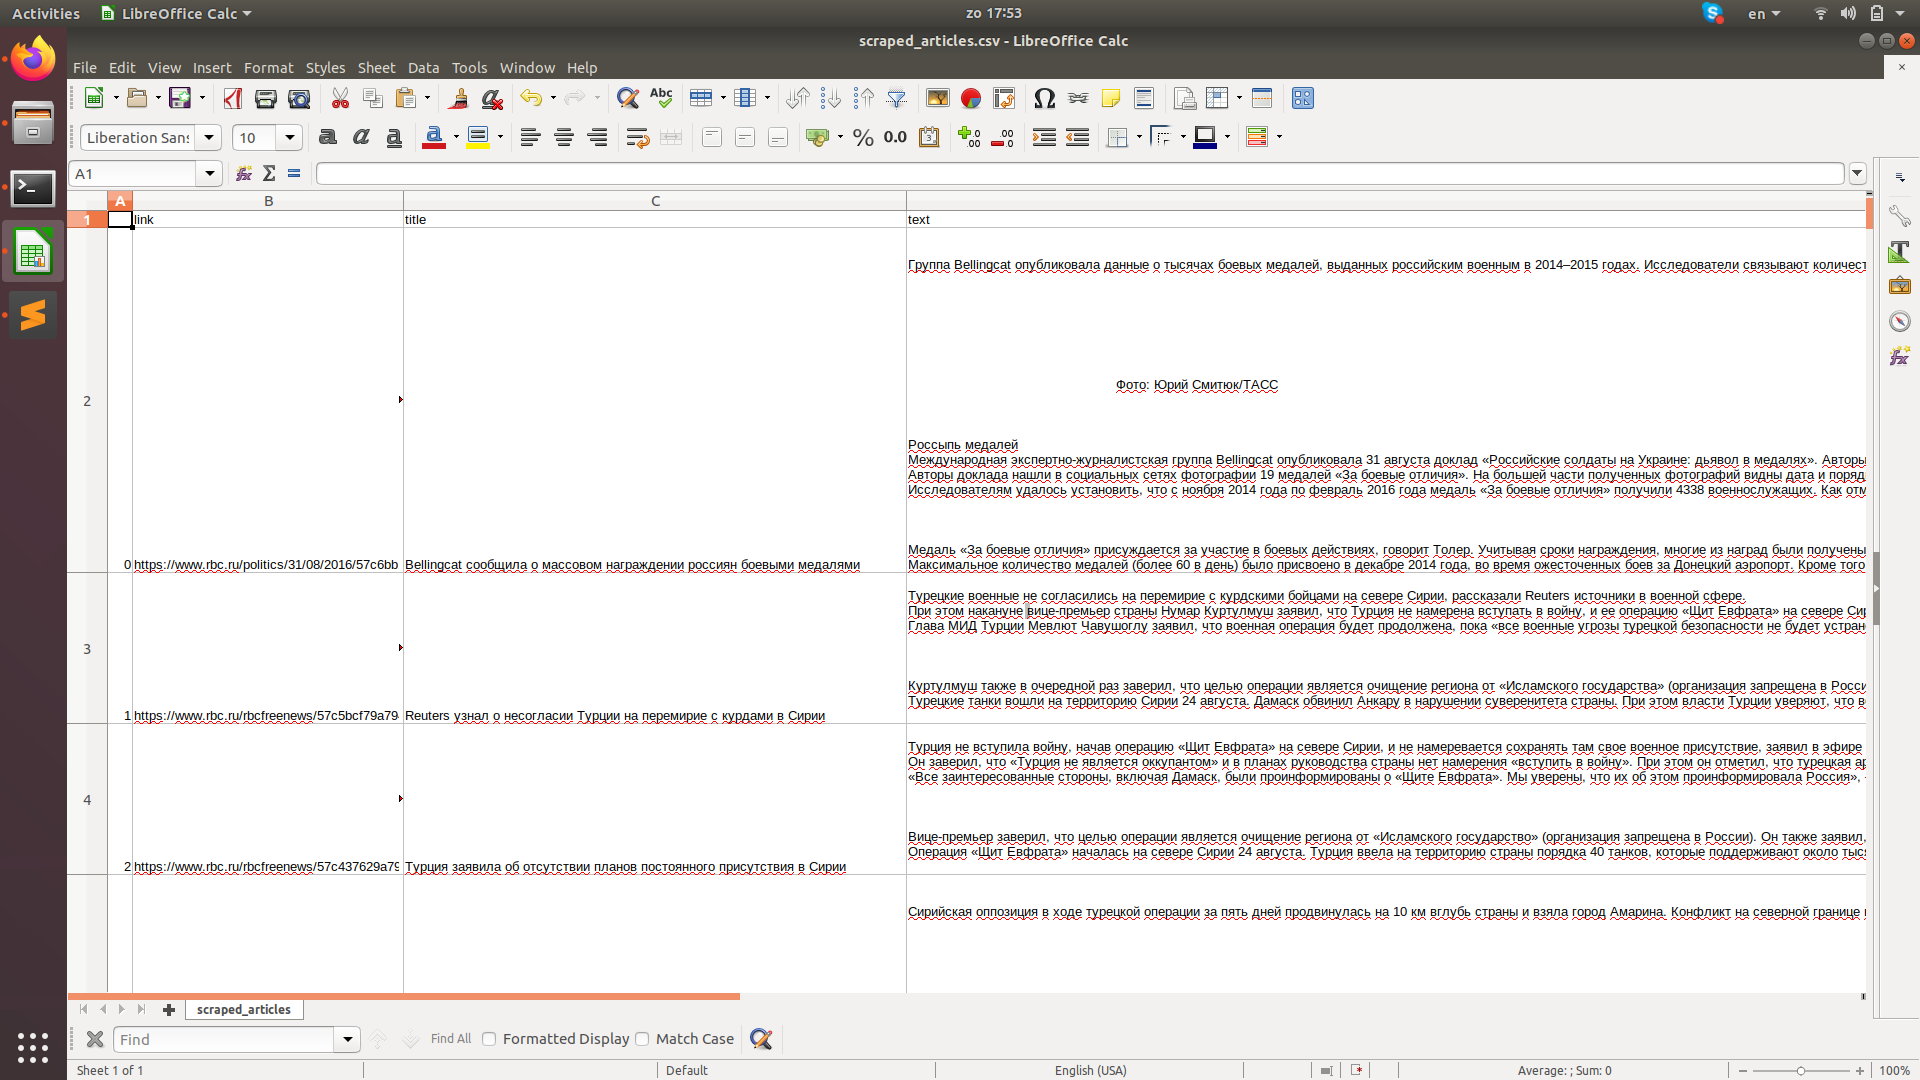 Activities
LibreOffice Calc
zo 17:53
en
scraped_articles.csv - LibreOffice Calc
File Edit View Insert Format Styles Sheet Data Tools Window Help
Liberation Sans
10
A1
A B C
1 link title text
Группа Bellingcat опубликовала данные о тысячах боевых медалей, выданных российским военным в 2014–2015 годах. Исследователи связывают количест
Фото: Юрий Смитюк/ТАСС
2
Россыпь медалей
Международная экспертно-журналистская группа Bellingcat опубликовала 31 августа доклад «Российские солдаты на Украине: дьявол в медалях». Авторы
Авторы доклада нашли в социальных сетях фотографии 19 медалей «За боевые отличия». На большей части полученных фотографий видны дата и поряд
Исследователям удалось установить, что с ноября 2014 года по февраль 2016 года медаль «За боевые отличия» получили 4338 военнослужащих. Как отм
Медаль «За боевые отличия» присуждается за участие в боевых действиях, говорит Толер. Учитывая сроки награждения, многие из наград были получены
0 https://www.rbc.ru/politics/31/08/2016/57c6bb Bellingcat сообщила о массовом награждении россиян боевыми медалями Максимальное количество медалей (более 60 в день) было присвоено в декабре 2014 года, во время ожесточенных боев за Донецкий аэропорт. Кроме того
Турецкие военные не согласились на перемирие с курдскими бойцами на севере Сирии, рассказали Reuters источники в военной сфере.
При этом накануне вице-премьер страны Нумар Куртулмуш заявил, что Турция не намерена вступать в войну, и ее операцию «Щит Евфрата» на севере Сир
Глава МИД Турции Мевлют Чавушоглу заявил, что военная операция будет продолжена, пока «все военные угрозы турецкой безопасности не будет устран
3
Куртулмуш также в очередной раз заверил, что целью операции является очищение региона от «Исламского государства» (организация запрещена в Росси
Турецкие танки вошли на территорию Сирии 24 августа. Дамаск обвинил Анкару в нарушении суверенитета страны. При этом власти Турции уверяют, что в
1 https://www.rbc.ru/rbcfreenews/57c5bcf79a79 Reuters узнал о несогласии Турции на перемирие с курдами в Сирии
Турция не вступила войну, начав операцию «Щит Евфрата» на севере Сирии, и не намеревается сохранять там свое военное присутствие, заявил в эфире
Он заверил, что «Турция не является оккупантом» и в планах руководства страны нет намерения «вступить в войну». При этом он отметил, что турецкая ар
«Все заинтересованные стороны, включая Дамаск, были проинформированы о «Щите Евфрата». Мы уверены, что их об этом проинформировала Россия»,
4
Вице-премьер заверил, что целью операции является очищение региона от «Исламского государство» (организация запрещена в России). Он также заявил,
Операция «Щит Евфрата» началась на севере Сирии 24 августа. Турция ввела на территорию страны порядка 40 танков, которые поддерживают около тыс
2 https://www.rbc.ru/rbcfreenews/57c437629a79 Турция заявила об отсутствии планов постоянного присутствия в Сирии
Сирийская оппозиция в ходе турецкой операции за пять дней продвинулась на 10 км вглубь страны и взяла город Амарина. Конфликт на северной границе
scraped_articles
Find Find All Formatted Display Match Case
Sheet 1 of 1 Default English (USA) Average: ; Sum: 0 100%